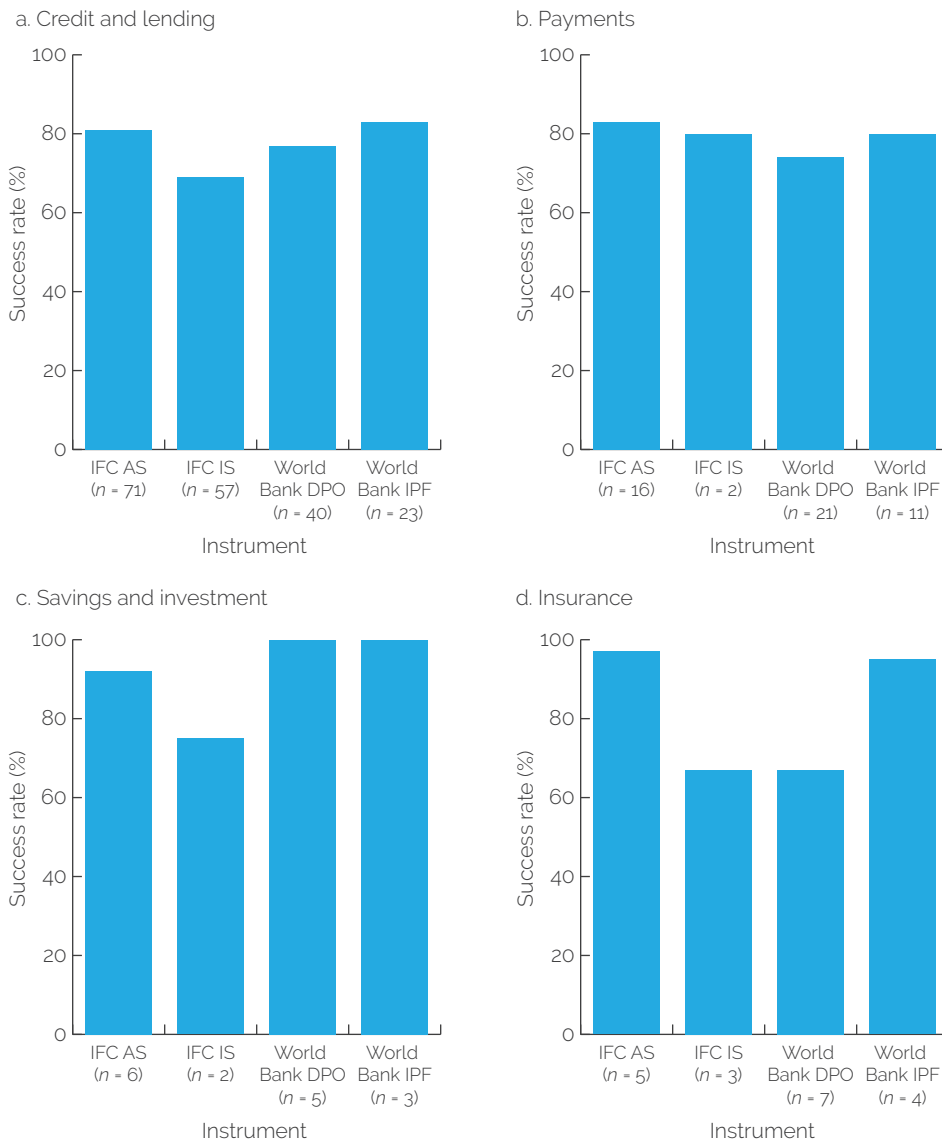 a. Credit and lending
100
80
60
40
20
0
Success rate (%)
IFC AS
(n = 71)
IFC IS
(n = 57)
World
Bank DPO
(n = 40)
World
Bank IPF
(n = 23)
Instrument
b. Payments
100
80
60
40
20
0
Success rate (%)
IFC AS
(n = 16)
IFC IS
(n = 2)
World
Bank DPO
(n = 21)
World
Bank IPF
(n = 11)
Instrument
c. Savings and investment
100
80
60
40
20
0
Success rate (%)
IFC AS
(n = 6)
IFC IS
(n = 2)
World
Bank DPO
(n = 5)
World
Bank IPF
(n = 3)
Instrument
d. Insurance
100
80
60
40
20
0
Success rate (%)
IFC AS
(n = 5)
IFC IS
(n = 3)
World
Bank DPO
(n = 7)
World
Bank IPF
(n = 4)
Instrument